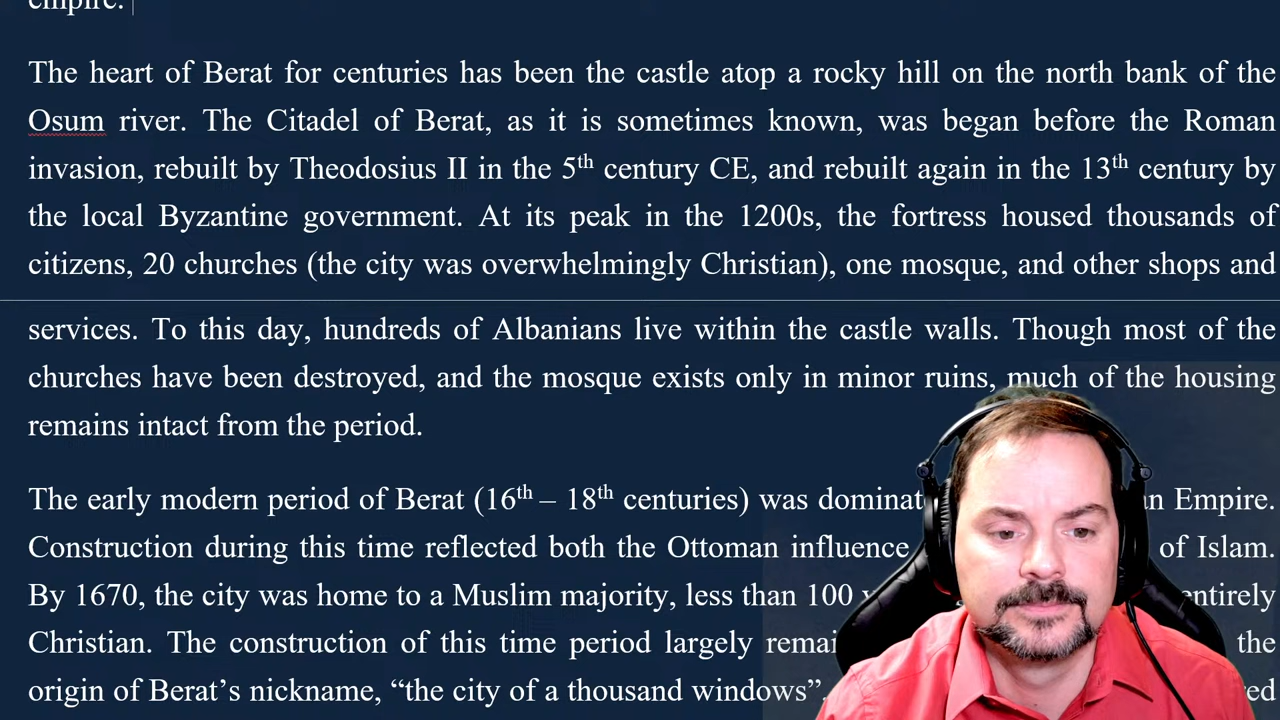 empire.
The heart of Berat for centuries has been the castle atop a rocky hill on the north bank of the
Osum river. The Citadel of Berat, as it is sometimes known, was began before the Roman
invasion, rebuilt by Theodosius II in the 5th century CE, and rebuilt again in the 13th century by
the local Byzantine government. At its peak in the 1200s, the fortress housed thousands of
citizens, 20 churches (the city was overwhelmingly Christian), one mosque, and other shops and
services. To this day, hundreds of Albanians live within the castle walls. Though most of the
churches have been destroyed, and the mosque exists only in minor ruins, much of the housing
remains intact from the period.
The early modern period of Berat (16th – 18th centuries) was Empire.
Construction during this time reflected both the Ottoman influence of Islam.
By 1670, the city was home to a Muslim majority, less than 100 entirely
Christian. The construction of this time period largely the
origin of Berat’s nickname, “the city of a thousand windows”.